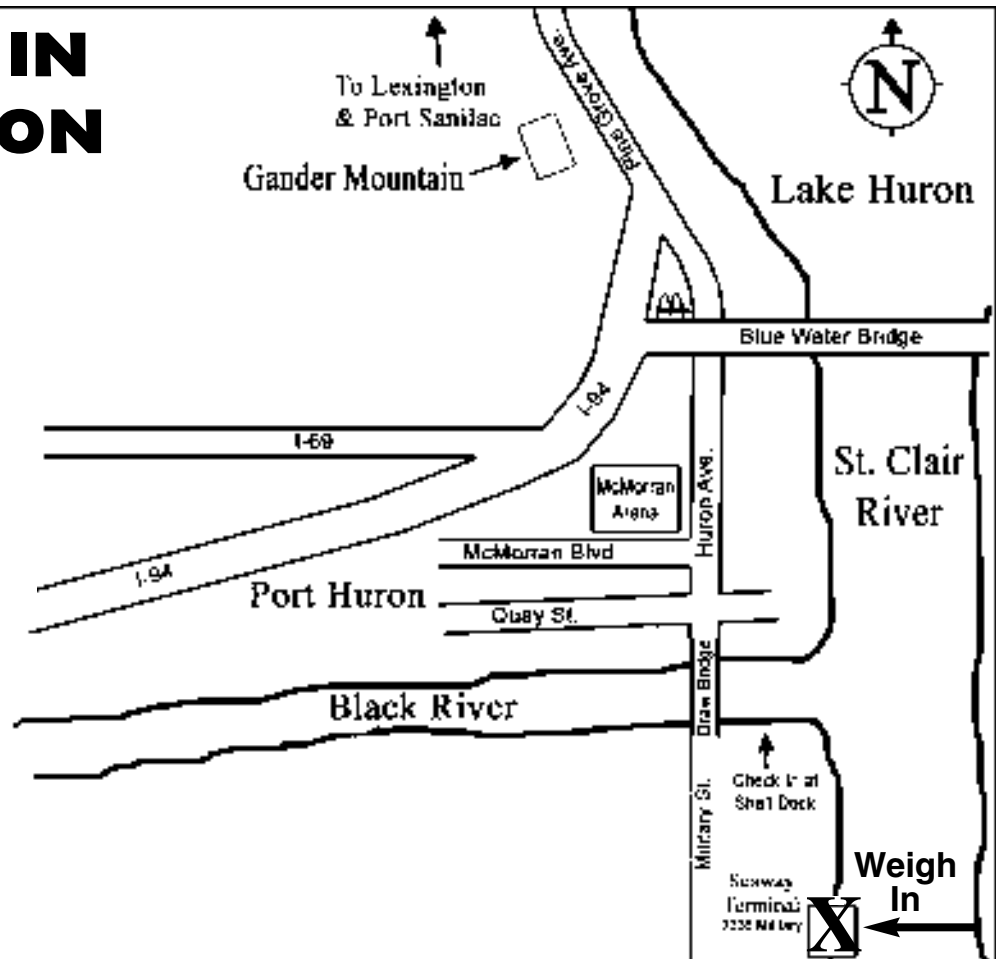 IN
ON
To Lexington
& Port Sanilac
Gander Mountain
Pine Grove Ave.
N
Lake Huron
Blue Water Bridge
I-94
I-69
St. Clair
River
McMorran
Arena
Huron Ave.
McMorran Blvd
I-94
Port Huron
Quay St.
Draw Bridge
Black River
Check In at
Shell Dock
Military St.
Weigh
In
Seaway
Terminal
Military
X